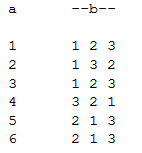 a --b--
1 1 2 3
2 1 3 2
3 1 2 3
4 3 2 1
5 2 1 3
6 2 1 3